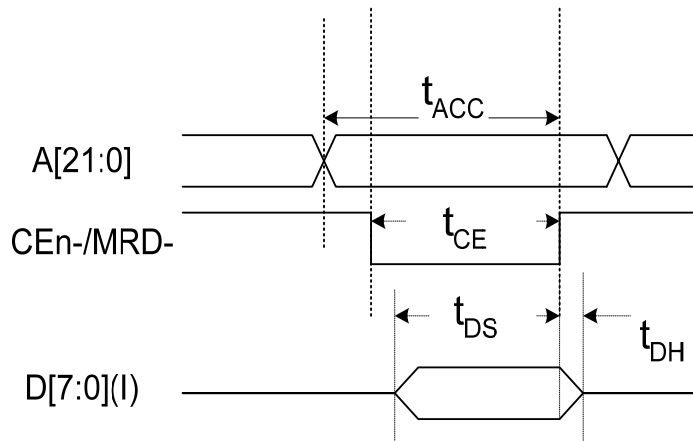 tACC
A[21:0]
CEn-/MRD-
tCE
tDS
tDH
D[7:0](I)